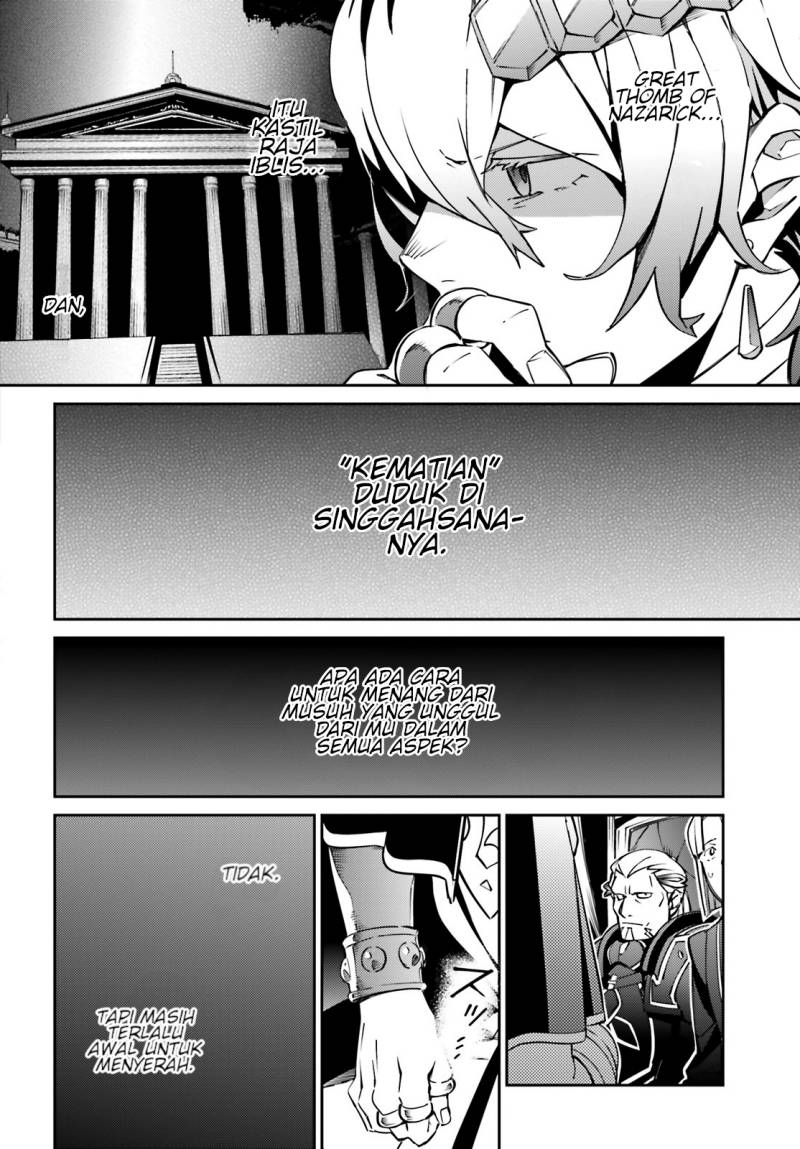 GREAT
THOMB OF
NAZARICK...
ITU
KASTIL
RAJA
IBLIS...
DAN,
"KEMATIAN"
DUDUK DI
SINGGAHSANA-
NYA.
APA ADA CARA
UNTUK MENANG DARI
MUSUH YANG UNGGUL
DARI MU DALAM
SEMUA ASPEK?
TIDAK.
TAPI MASIH
TERLALU
AWAL UNTUK
MENYERAH.